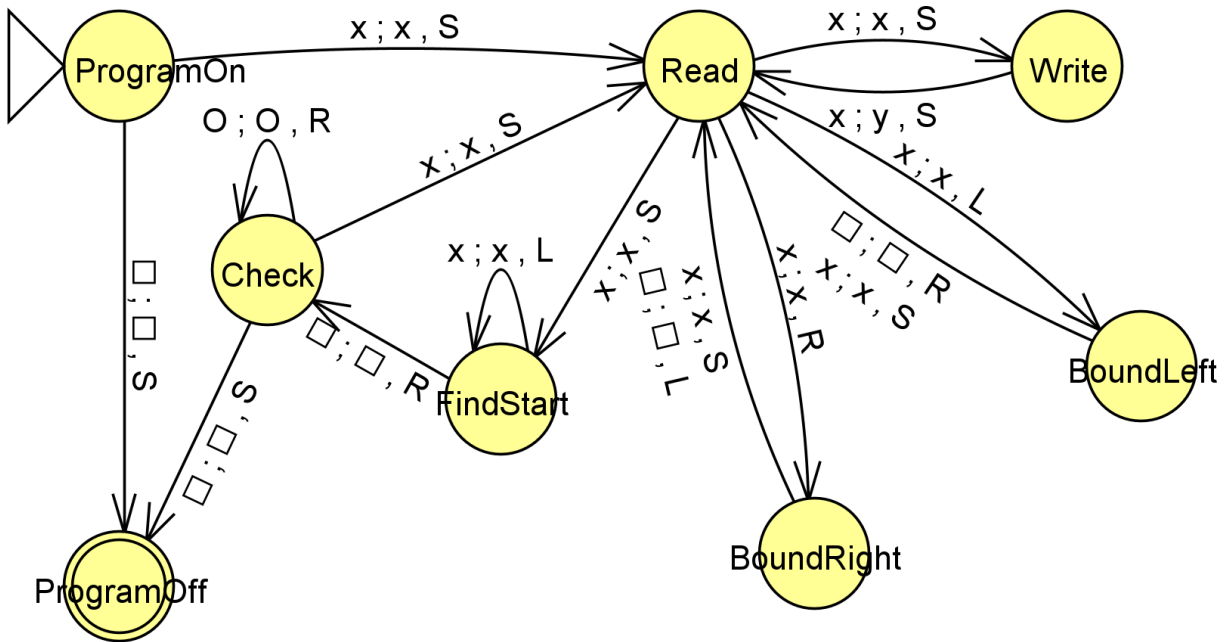 x ; x , S
x ; x , S
ProgramOn
Read
Write
O ; O , R
x ; y , S
x ; x , S
x ; x , L
□ ; □ , R
x ; x , S
Check
x ; x , L
x ; x , S
□ ; □ , S
□ ; □ , R
x ; x , S
□ ; □ , L
x ; x , R
BoundLeft
FindStart
□ ; □ , S
BoundRight
ProgramOff